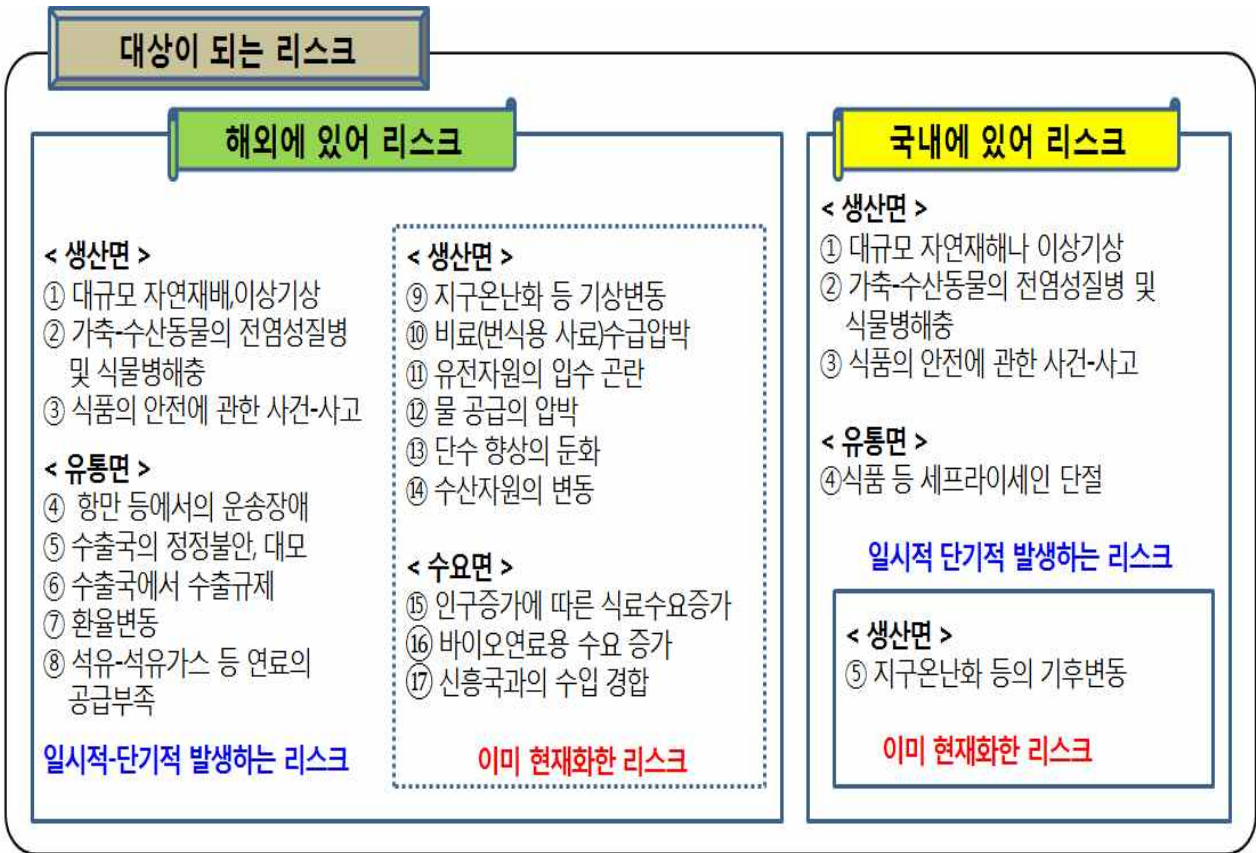 대상이 되는 리스크
해외에 있어 리스크
< 생산면 >
① 대규모 자연재배,이상기상
② 가축-수산동물의 전염성질병
및 식물병해충
③ 식품의 안전에 관한 사건-사고
< 유통면 >
④ 항만 등에서의 운송장애
⑤ 수출국의 정정불안, 대모
⑥ 수출국에서 수출규제
⑦ 환율변동
⑧ 석유-석유가스 등 연료의
공급부족
일시적-단기적 발생하는 리스크
< 생산면 >
⑨ 지구온난화 등 기상변동
⑩ 비료(번식용 사료)수급압박
⑪ 유전자원의 입수 곤란
⑫ 물 공급의 압박
⑬ 단수 향상의 둔화
⑭ 수산자원의 변동
< 수요면 >
⑮ 인구증가에 따른 식료수요증가
⑯ 바이오연료용 수요 증가
⑰ 신흥국과의 수입 경합
이미 현재화한 리스크
국내에 있어 리스크
< 생산면 >
① 대규모 자연재해나 이상기상
② 가축-수산동물의 전염성질병 및
식물병해충
③ 식품의 안전에 관한 사건-사고
< 유통면 >
④식품 등 세프라이세인 단절
일시적 단기적 발생하는 리스크
< 생산면 >
⑤ 지구온난화 등의 기후변동
이미 현재화한 리스크